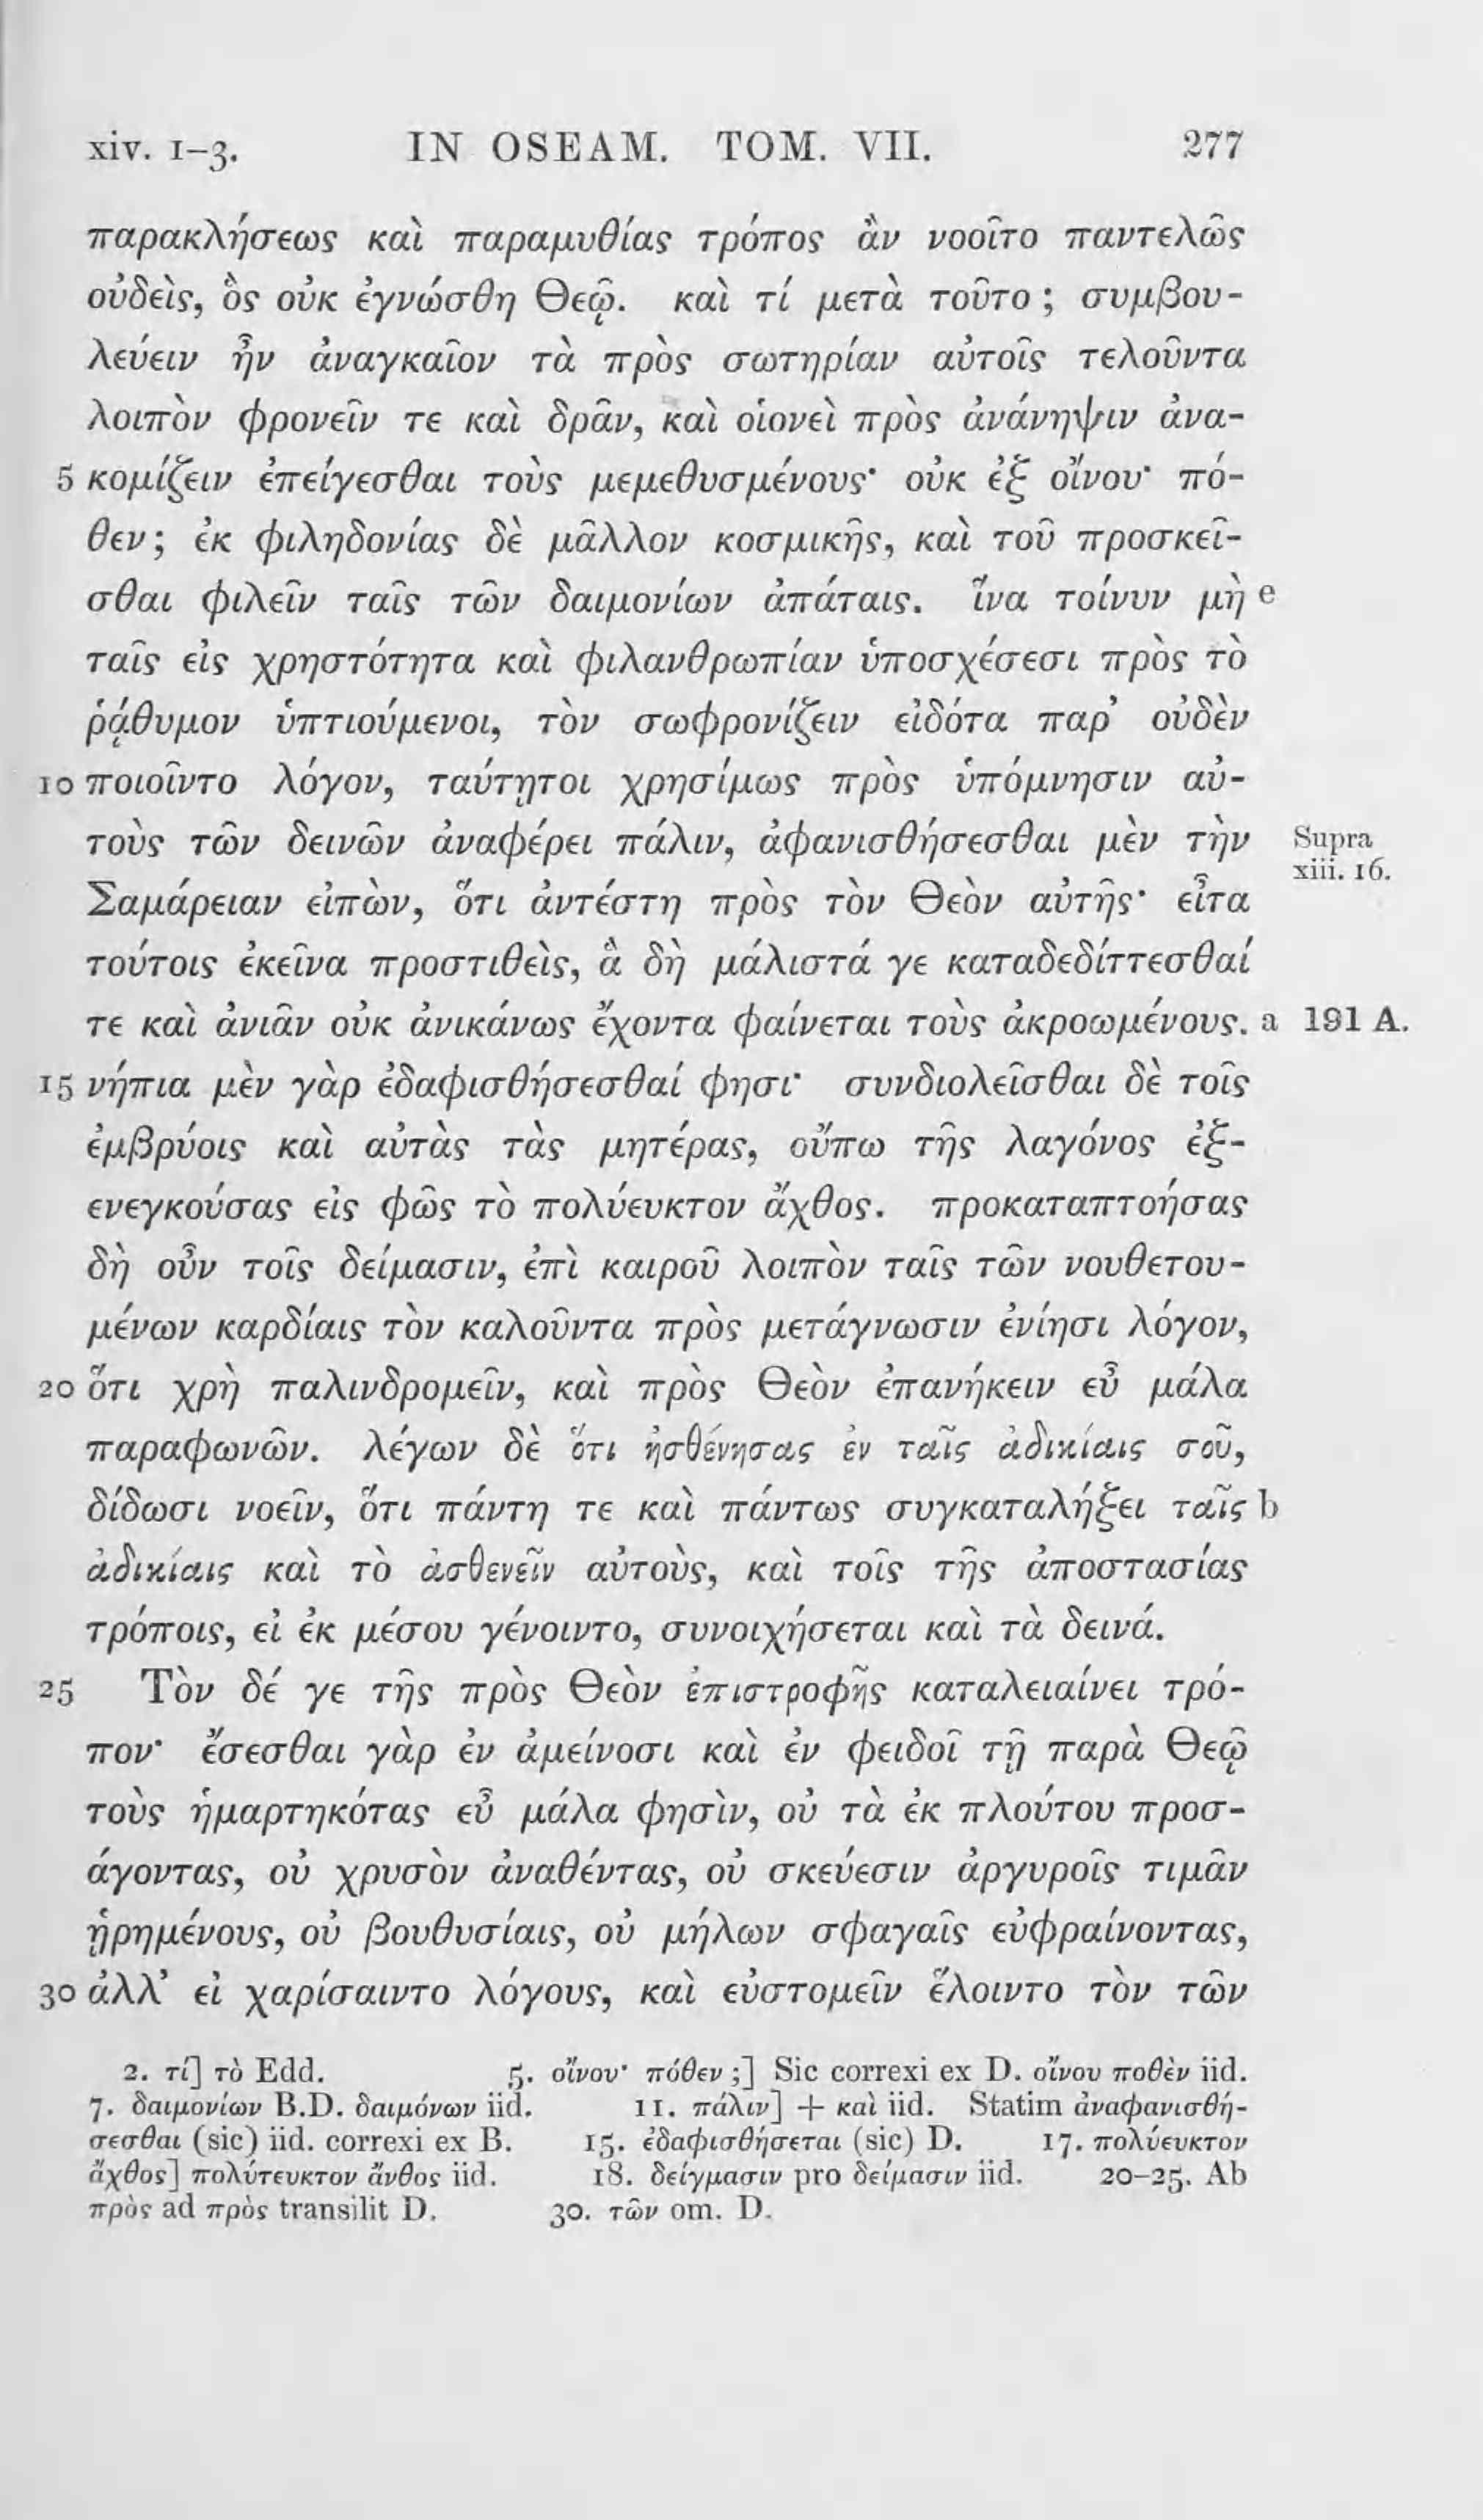 xiv. 1–3. IN OSEAM. TOM. VII. 277
παρακλήσεως καὶ παραμυθίας τρόπος ἂν νοοῖτο παντελῶς
οὐδεὶς, ὃς οὐκ ἐγνώσθη Θεῷ. καὶ τί μετὰ τοῦτο ; συμβου-
λεύειν ἦν ἀναγκαῖον τὰ πρὸς σωτηρίαν αὐτοῖς τελοῦντα
λοιπὸν φρονεῖν τε καὶ δρᾶν, καὶ οἱονεὶ πρὸς ἀνάνηψιν ἀνα-
5 κομίζειν ἐπείγεσθαι τοὺς μεμεθυσμένους· οὐκ ἐξ οἴνου· πό-
θεν ; ἐκ φιληδονίας δὲ μᾶλλον κοσμικῆς, καὶ τοῦ προσκεῖ-
σθαι φιλεῖν ταῖς τῶν δαιμονίων ἀπάταις. ἵνα τοίνυν μὴ e
ταῖς εἰς χρηστότητα καὶ φιλανθρωπίαν ὑποσχέσεσι πρὸς τὸ
ῥᾴθυμον ὑπτιούμενοι, τὸν σωφρονίζειν εἰδότα παρ’ οὐδὲν
10 ποιοῖντο λόγον, ταύτῃτοι χρησίμως πρὸς ὑπόμνησιν αὐ-
τοὺς τῶν δεινῶν ἀναφέρει πάλιν, ἀφανισθήσεσθαι μὲν τὴν Supra xiii. 16.
Σαμάρειαν εἰπὼν, ὅτι ἀντέστη πρὸς τὸν Θεὸν αὐτῆς· εἶτα
τούτοις ἐκεῖνα προστιθεὶς, ἃ δὴ μάλιστά γε καταδεδίττεσθαί
τε καὶ ἀνιᾶν οὐκ ἀνικάνως ἔχοντα φαίνεται τοὺς ἀκροωμένους. a 191 A.
15 νήπια μὲν γὰρ ἐδαφισθήσεσθαί φησι· συνδιολεῖσθαι δὲ τοῖς
ἐμβρύοις καὶ αὐτὰς τὰς μητέρας, οὔπω τῆς λαγόνος ἐξ-
ενεγκούσας εἰς φῶς τὸ πολύευκτον ἄχθος. προκαταπτοήσας
δὴ οὖν τοῖς δείμασιν, ἐπὶ καιροῦ λοιπὸν ταῖς τῶν νουθετου-
μένων καρδίαις τὸν καλοῦντα πρὸς μετάγνωσιν ἐνίησι λόγον,
20 ὅτι χρὴ παλινδρομεῖν, καὶ πρὸς Θεὸν ἐπανήκειν εὖ μάλα
παραφωνῶν. λέγων δὲ ὅτι ἠσθένησας ἐν ταῖς ἀδικίαις σοῦ,
δίδωσι νοεῖν, ὅτι πάντη τε καὶ πάντως συγκαταλήξει ταῖς b
ἀδικίαις καὶ τὸ ἀσθενεῖν αὐτοὺς, καὶ τοῖς τῆς ἀποστασίας
τρόποις, εἰ ἐκ μέσου γένοιντο, συνοιχήσεται καὶ τὰ δεινά.
25 Τὸν δέ γε τῆς πρὸς Θεὸν ἐπιστροφῆς καταλειαίνει τρό-
πον· ἔσεσθαι γὰρ ἐν ἀμείνοσι καὶ ἐν φειδοῖ τῇ παρὰ Θεῷ
τοὺς ἡμαρτηκότας εὖ μάλα φησὶν, οὐ τὰ ἐκ πλούτου προσ-
άγοντας, οὐ χρυσὸν ἀναθέντας, οὐ σκεύεσιν ἀργυροῖς τιμᾶν
ᾑρημένους, οὐ βουθυσίαις, οὐ μήλων σφαγαῖς εὐφραίνοντας,
30 ἀλλ’ εἰ χαρίσαιντο λόγους, καὶ εὐστομεῖν ἕλοιντο τὸν τῶν
2. τί] τὸ Edd. 5. οἴνου· πόθεν ;] Sic correxi ex D. οἴνου ποθὲν iid.
7. δαιμονίων B.D. δαιμόνων iid. 11. πάλιν] + καὶ iid. Statim ἀναφανισθή-
σεσθαι (sic) iid. correxi ex B. 15. ἐδαφισθήσεται (sic) D. 17. πολύευκτον
ἄχθος] πολύτευκτον ἄνθος iid. 18. δείγμασιν pro δείμασιν iid. 20–25. Ab
πρὸς ad πρὸς transilit D. 30. τῶν om. D.